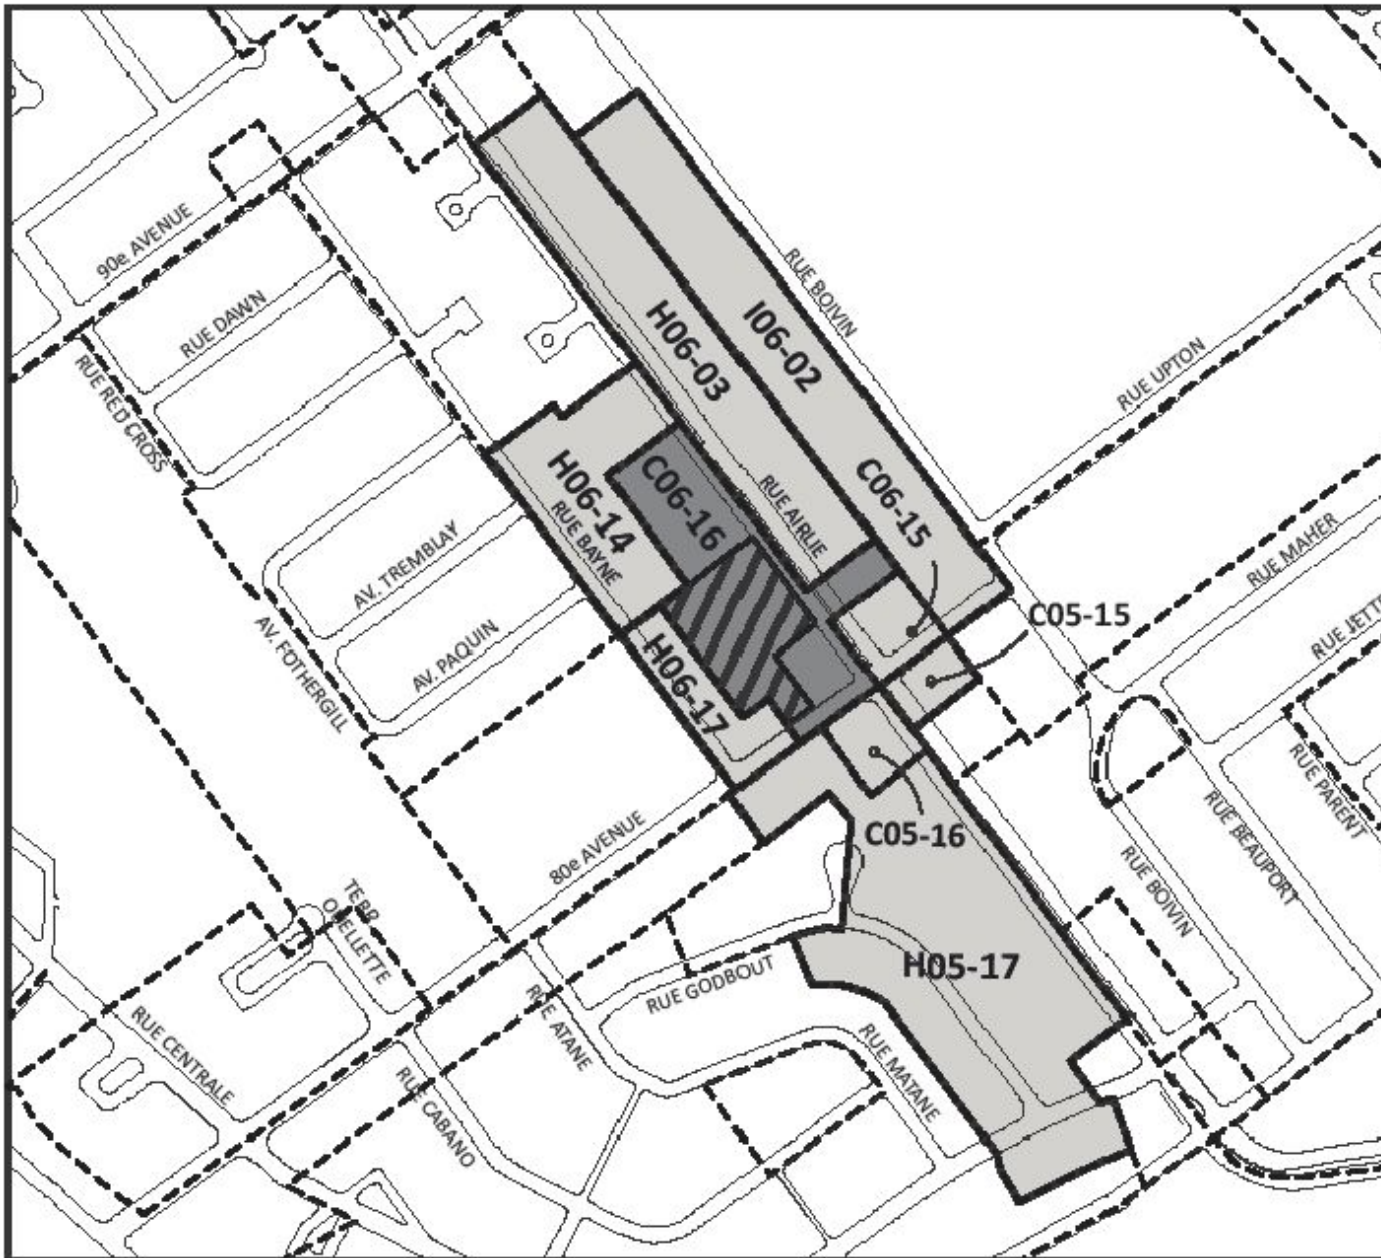 90e AVENUE
RUE DAWN
RUE RED CROSS
RUE BOIVIN
H06-03
I06-02
RUE UPTON
H06-14
RUE BAYNE
C06-16
RUE AIRLIE
C06-15
AV. TREMBLAY
RUE MAHER
C05-15
RUE JETTE
AV. PAQUIN
AV. FOTHERGILL
H06-17
RUE PARENT
C05-16
80e AVENUE
RUE BEAUPORT
RUE BOIVIN
TERR
OUELLETTE
H05-17
RUE GODBOUT
RUE ATANE
RUE MATANE
RUE CENTRALE
RUE CABANO